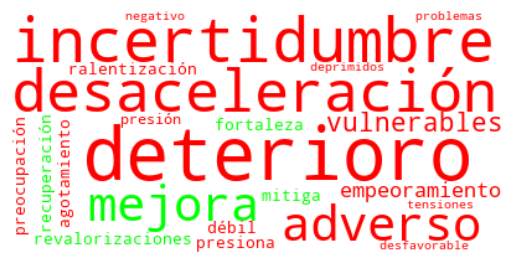 negativo
problemas
incertidumbre
ralentización
deprimidos
desaceleración
preocupación
recuperación
agotamiento
presión
fortaleza
vulnerables
deterioro
mejora
mitiga
empeoramiento
tensiones
revalorizaciones
débil
presiona
adverso
desfavorable